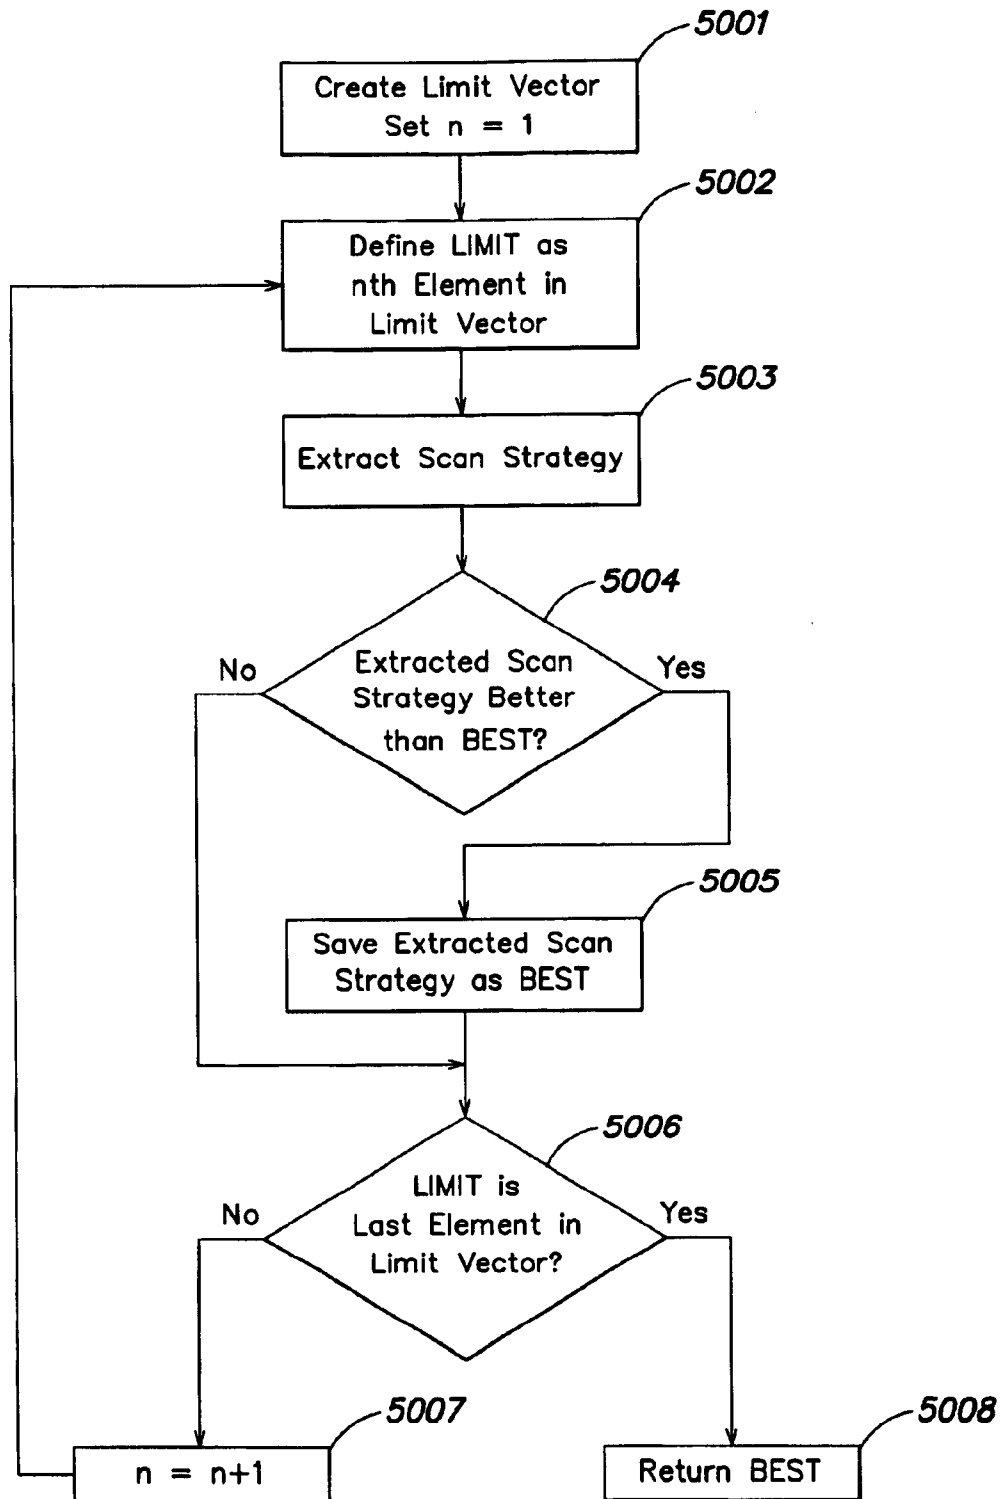 5001
Create Limit Vector
Set n = 1
5002
Define LIMIT as
nth Element in
Limit Vector
5003
Extract Scan Strategy
5004
No
Yes
Extracted Scan
Strategy Better
than BEST?
5005
Save Extracted Scan
Strategy as BEST
5006
No
Yes
LIMIT is
Last Element in
Limit Vector?
5007
n = n+1
5008
Return BEST